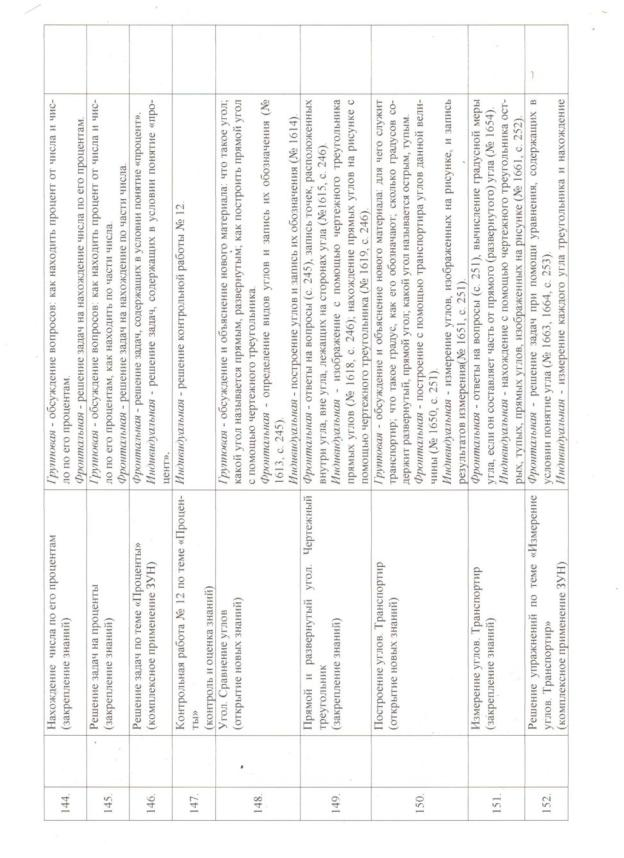 144.
Нахождение числа по его процентам
(закрепление знаний)
Групповая - обсуждение вопросов: как находить процент от числа и чис-
ло по его процентам.
Фронтальная - решение задач на нахождение числа по его процентам.
145.
Решение задач на проценты
(закрепление знаний)
Групповая - обсуждение вопросов: как находить процент от числа и чис-
ло по его процентам, как находить по части числа.
Фронтальная - решение задач на нахождение по части числа.
146.
Решение задач по теме «Проценты»
(комплексное применение ЗУН)
Фронтальная - решение задач, содержащих в условии понятие «процент».
Индивидуальная - решение задач, содержащих в условии понятие «про-
цент».
147.
Контрольная работа № 12 по теме «Процен-
ты»
(контроль и оценка знаний)
Индивидуальная - решение контрольной работы № 12.
148.
Угол. Сравнение углов
(открытие новых знаний)
Групповая - обсуждение и объяснение нового материала: что такое угол;
какой угол называется прямым, развернутым; как построить прямой угол
с помощью чертежного треугольника.
Фронтальная - определение видов углов и запись их обозначения (№
1613, с. 245)
Индивидуальная - построение углов и запись их обозначения (№ 1614).
149.
Прямой и развернутый угол. Чертежный
треугольник
(закрепление знаний)
Фронтальная - ответы на вопросы (с. 245), запись точек, расположенных
внутри угла, вне угла, лежащих на сторонах угла (№1615, с. 246).
Индивидуальная - изображение с помощью чертежного треугольника
прямых углов (№ 1618, с. 246), нахождение прямых углов на рисунке с
помощью чертежного треугольника (№ 1619, с. 246)
150.
Построение углов. Транспортир
(открытие новых знаний)
Групповая - обсуждение и объяснение нового материала: для чего служит
транспортир; что такое градус, как его обозначают; сколько градусов со-
держит развернутый, прямой угол; какой угол называется острым, тупым.
Фронтальная - построение с помощью транспортира углов данной вели-
чины (№ 1650, с. 251).
Индивидуальная - измерение углов, изображенных на рисунке, и запись
результатов измерения(№ 1651, с. 251).
151.
Измерение углов. Транспортир
(закрепление знаний)
Фронтальная - ответы на вопросы (с. 251), вычисление градусной меры
угла, если он составляет часть от прямого (развернутого) угла (№ 1654).
Индивидуальная - нахождение с помощью чертежного треугольника ост-
рых, тупых, прямых углов, изображенных на рисунке (№ 1661, с. 252).
152.
Решение упражнений по теме «Измерение
углов. Транспортир»
(комплексное применение ЗУН)
Фронтальная - решение задач при помощи уравнения, содержащих в
условии понятие угла (№ 1663, 1664, с. 253).
Индивидуальная - измерение каждого угла треугольника и нахождение